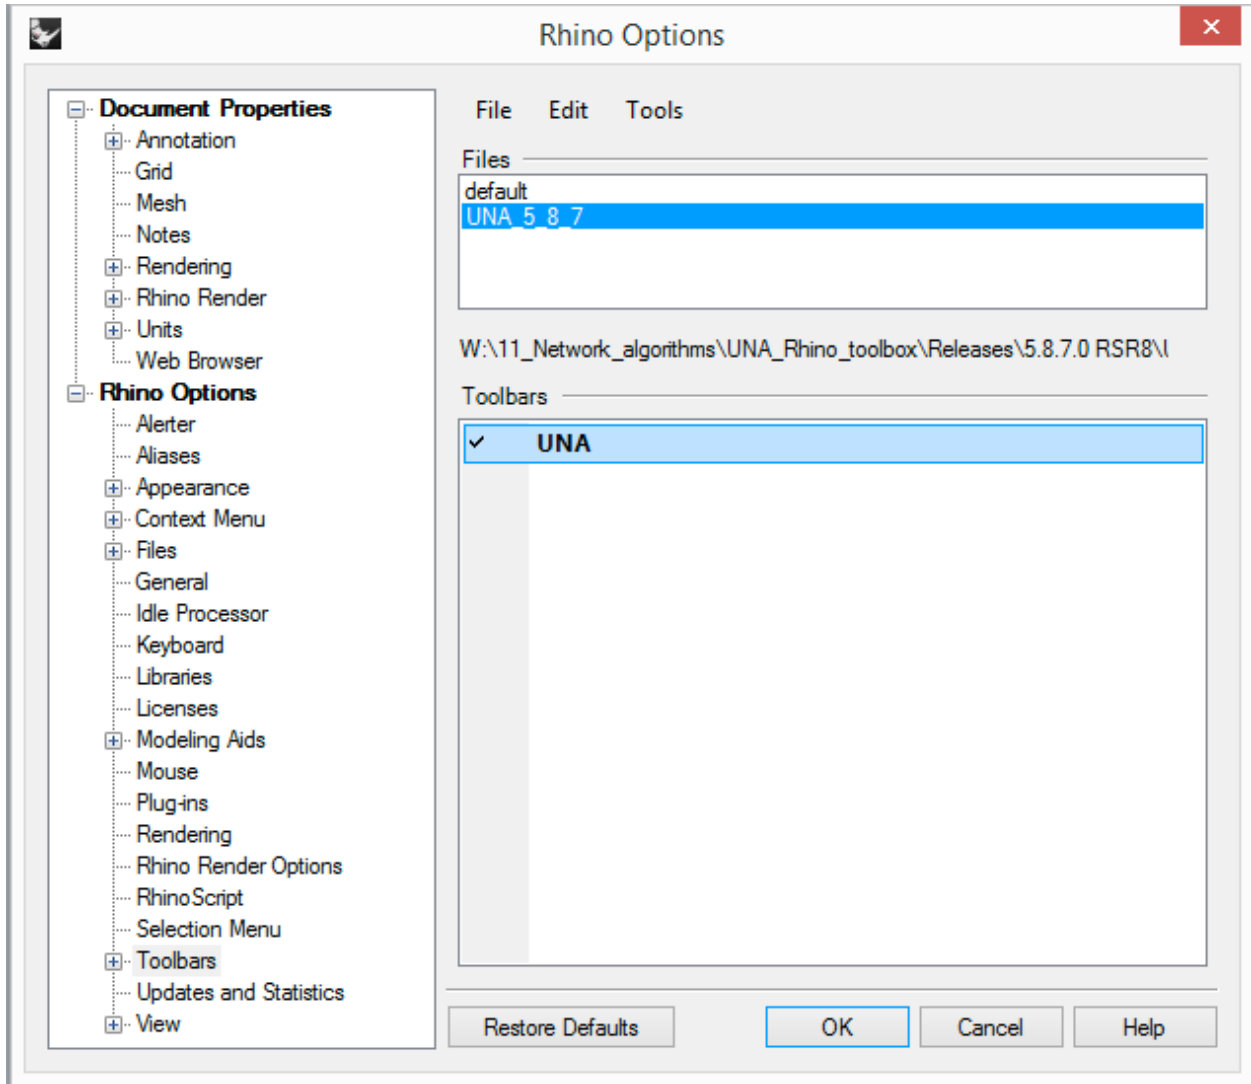 Rhino Options
Document Properties
Annotation
Grid
Mesh
Notes
Rendering
Rhino Render
Units
Web Browser
Rhino Options
Alerter
Aliases
Appearance
Context Menu
Files
General
Idle Processor
Keyboard
Libraries
Licenses
Modeling Aids
Mouse
Plug-ins
Rendering
Rhino Render Options
RhinoScript
Selection Menu
Toolbars
Updates and Statistics
View
File Edit Tools
Files
default
UNA_5_8_7
W:\11_Network_algorithms\UNA_Rhino_toolbox\Releases\5.8.7.0 RSR8\
Toolbars
UNA
Restore Defaults OK Cancel Help